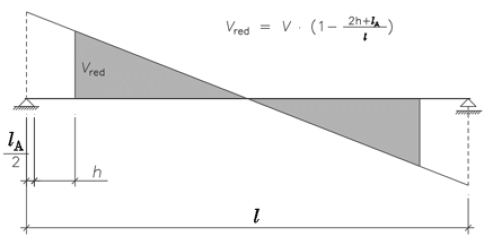 V_red = V · (1 − (2h+l_A)/l)
V_red
l_A/2
h
l